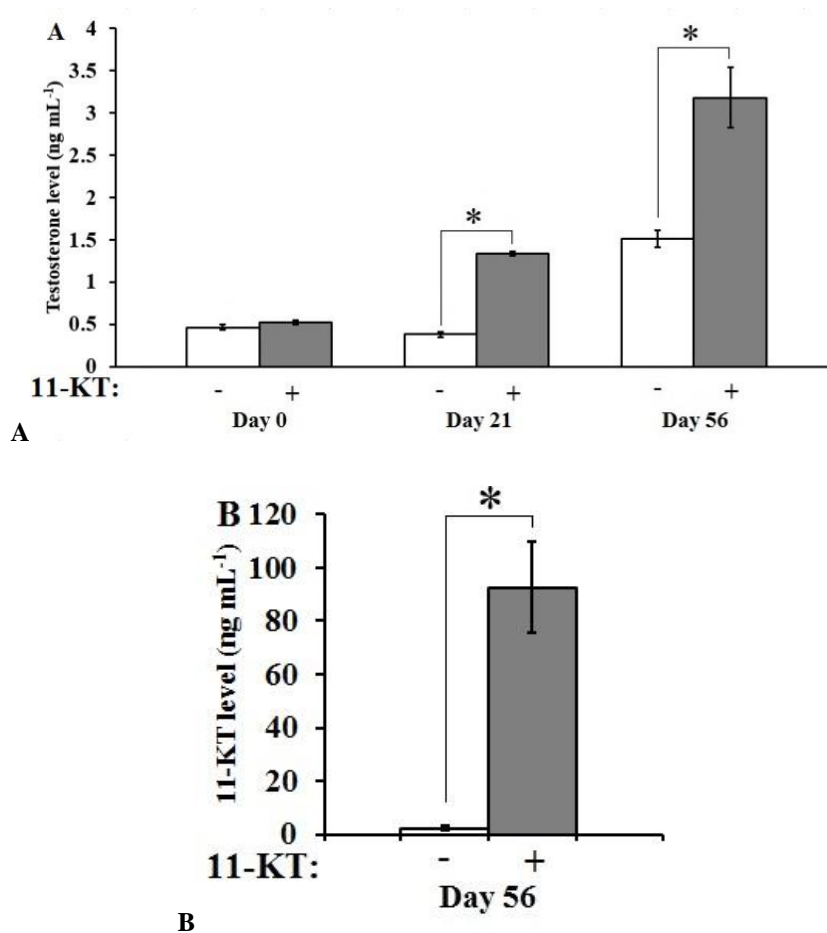 A
Testosterone level (ng mL-1)
4
3.5
3
2.5
2
1.5
1
0.5
0
*
*
11-KT:
- + - + - +
Day 0 Day 21 Day 56
A
B
11-KT level (ng mL-1)
120
100
80
60
40
20
0
*
11-KT: - +
Day 56
B